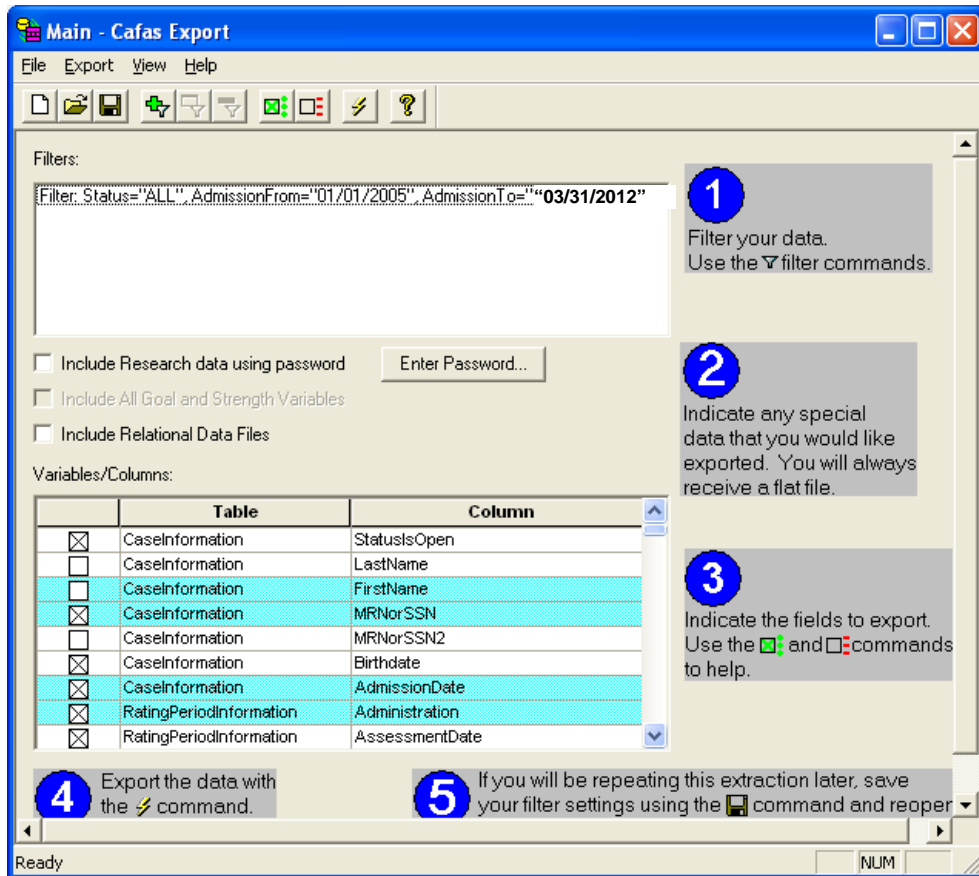 Main - Cafas Export
File Export View Help
Filters:
Filter: Status="ALL", AdmissionFrom="01/01/2005", AdmissionTo="“03/31/2012”
1
Filter your data.
Use the filter commands.
Include Research data using password
Enter Password...
Include All Goal and Strength Variables
Include Relational Data Files
2
Indicate any special
data that you would like
exported. You will always
receive a flat file.
Variables/Columns:
Table Column
CaseInformation StatusIsOpen
CaseInformation LastName
CaseInformation FirstName
CaseInformation MRNorSSN
CaseInformation MRNorSSN2
CaseInformation Birthdate
CaseInformation AdmissionDate
RatingPeriodInformation Administration
RatingPeriodInformation AssessmentDate
3
Indicate the fields to export.
Use the and commands
to help.
4
Export the data with
the command.
5
If you will be repeating this extraction later, save
your filter settings using the command and reoper
Ready
NUM